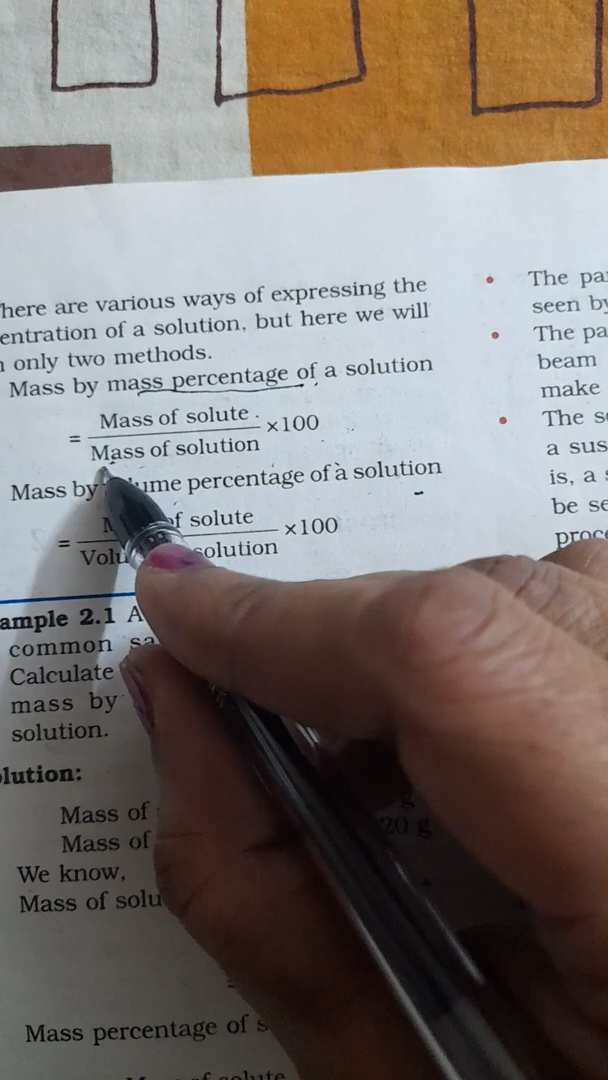 here are various ways of expressing the
entration of a solution, but here we will
only two methods.
Mass by mass percentage of a solution
= Mass of solute
Mass of solution ×100
Mass by ume percentage of a solution
= of solute
Volu solution ×100
ample 2.1 A
common sa
Calculate
mass by
solution.
lution:
Mass of
g
Mass of 20 g
We know,
Mass of solu
=
Mass percentage of s
Mass of solute
The pa
seen by
The pa
beam
make
The s
a sus
is, a s
be se
proce